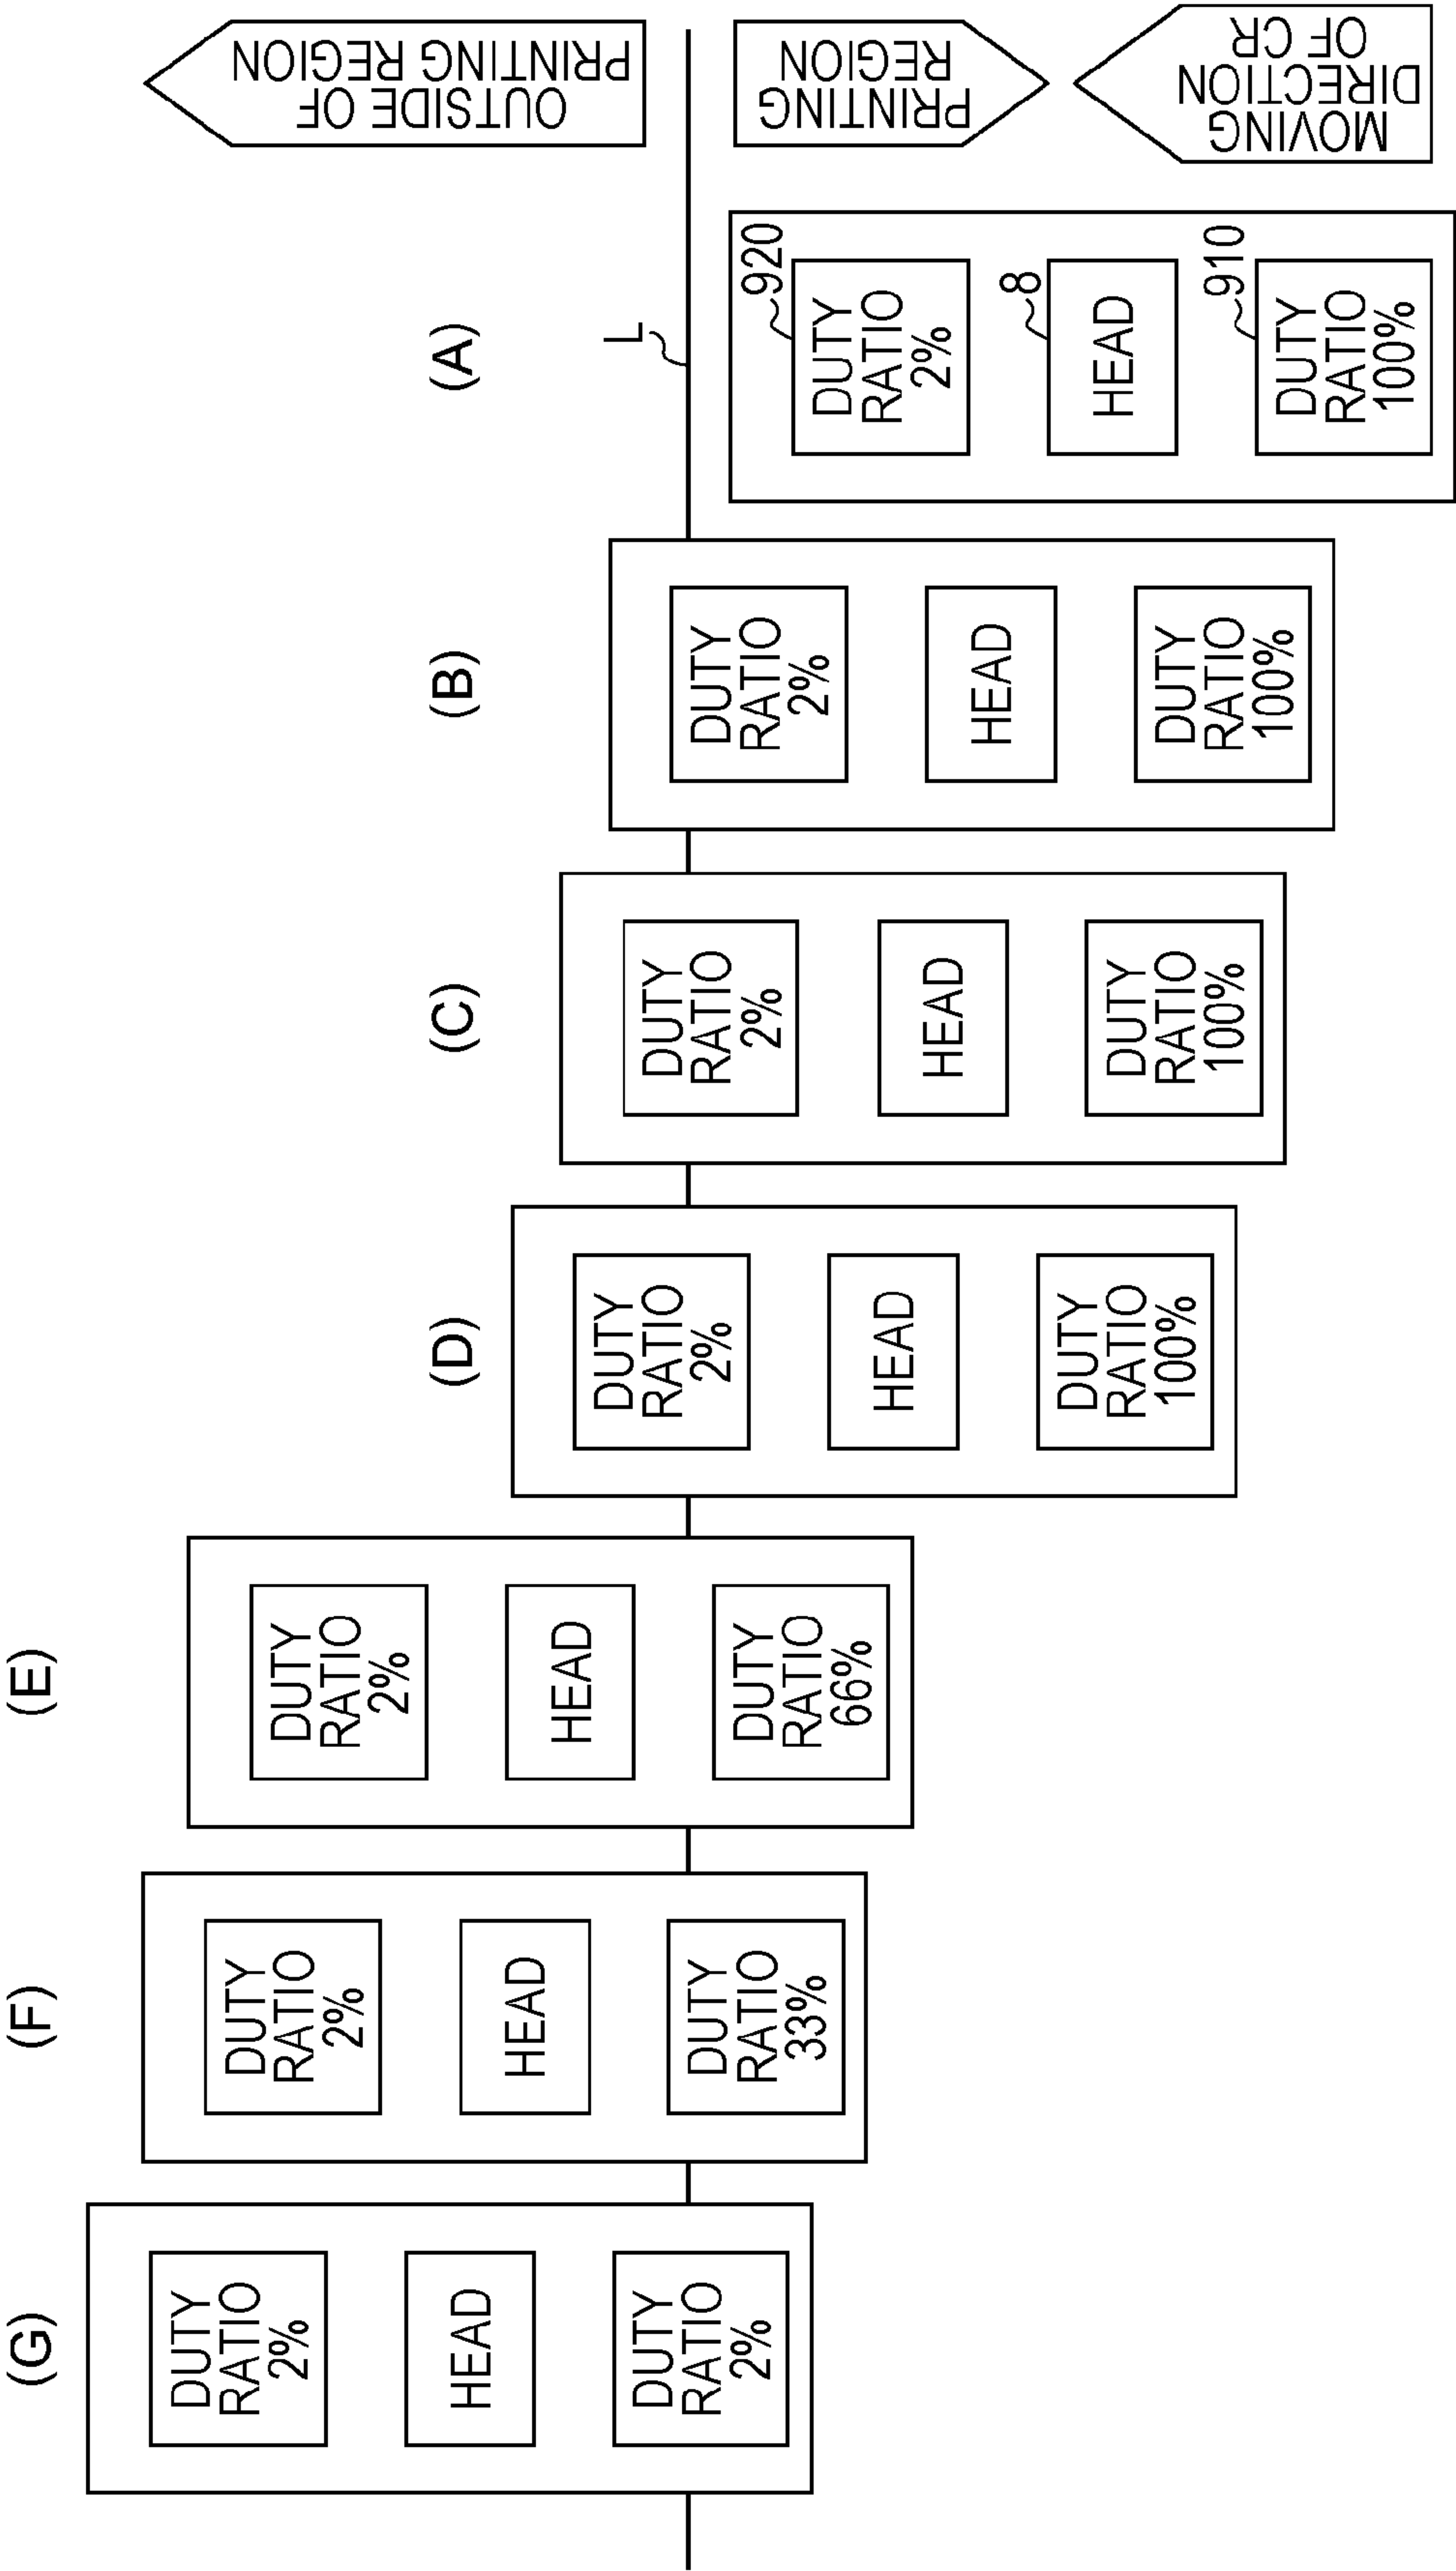 (G)
DUTY
RATIO
2%
HEAD
DUTY
RATIO
2%
(F)
DUTY
RATIO
2%
HEAD
DUTY
RATIO
33%
(E)
DUTY
RATIO
2%
HEAD
DUTY
RATIO
66%
(D)
DUTY
RATIO
2%
HEAD
DUTY
RATIO
100%
(C)
DUTY
RATIO
2%
HEAD
DUTY
RATIO
100%
(B)
DUTY
RATIO
2%
HEAD
DUTY
RATIO
100%
(A)
L
920
DUTY
RATIO
2%
8
HEAD
910
DUTY
RATIO
100%
OUTSIDE OF
PRINTING REGION
PRINTING
REGION
MOVING
DIRECTION
OF CR